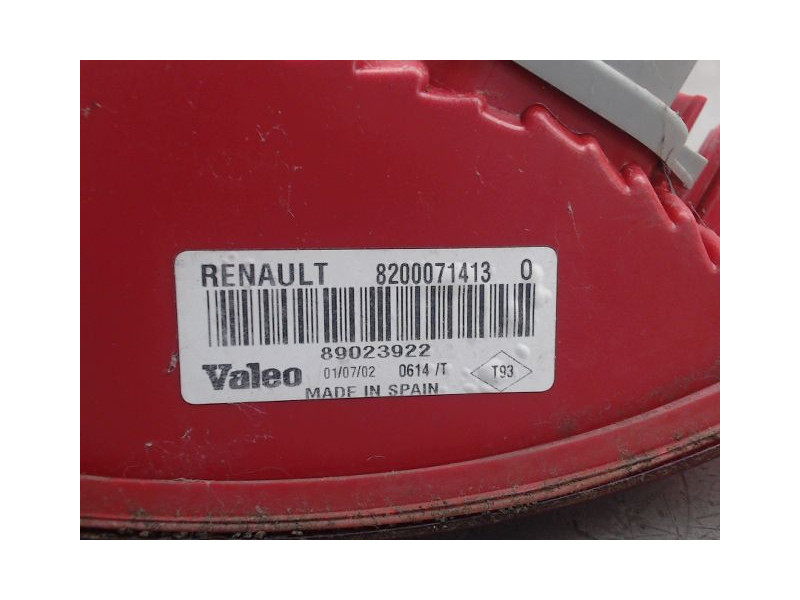 RENAULT 8200071413 0
89023922
Valeo 01/07/02 0614 /T T93
MADE IN SPAIN